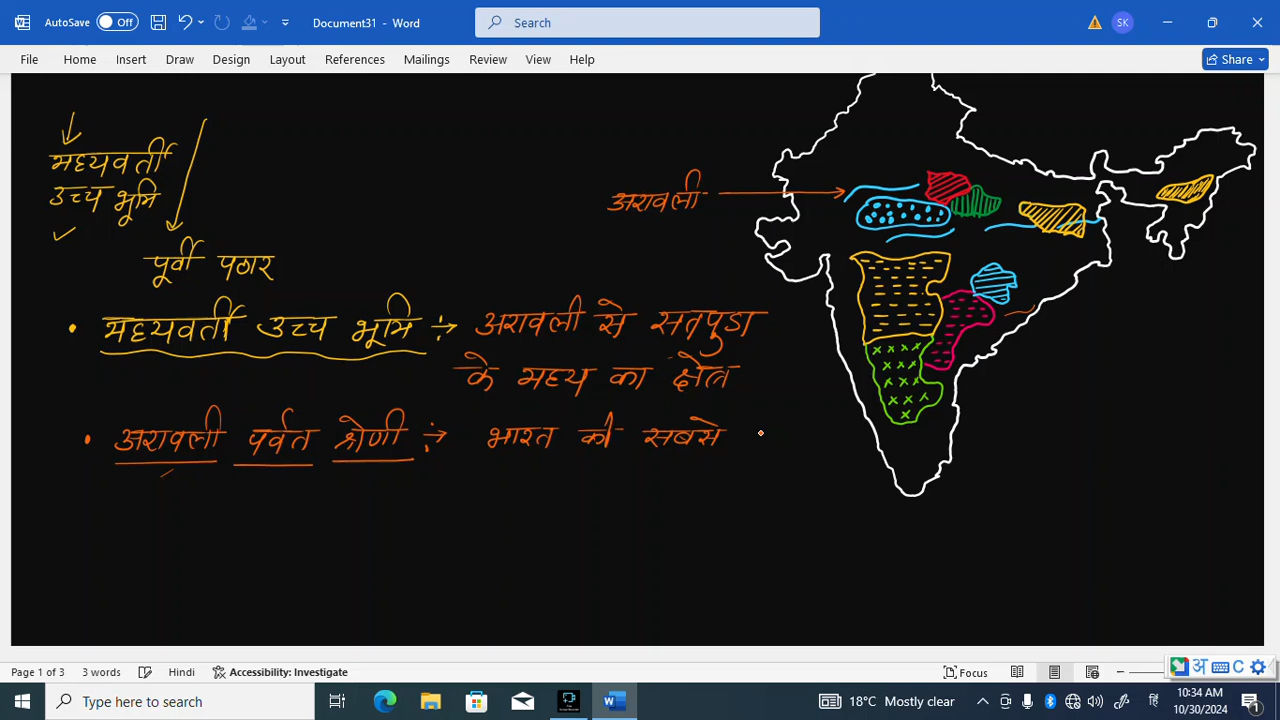 AutoSave Off Document31 - Word Search SK
File Home Insert Draw Design Layout References Mailings Review View Help Share
मध्यवर्ती
उच्च भूमि
पूर्वी पठार
अरावली
• मध्यवर्ती उच्च भूमि ÷→ अरावली से सतपुडा
के मध्य का क्षेत्र
• अरावली पर्वत श्रेणी ÷→ भारत की सबसे
Page 1 of 3 3 words Hindi Accessibility: Investigate Focus
अ C
Type here to search 18°C Mostly clear 10:34 AM
10/30/2024